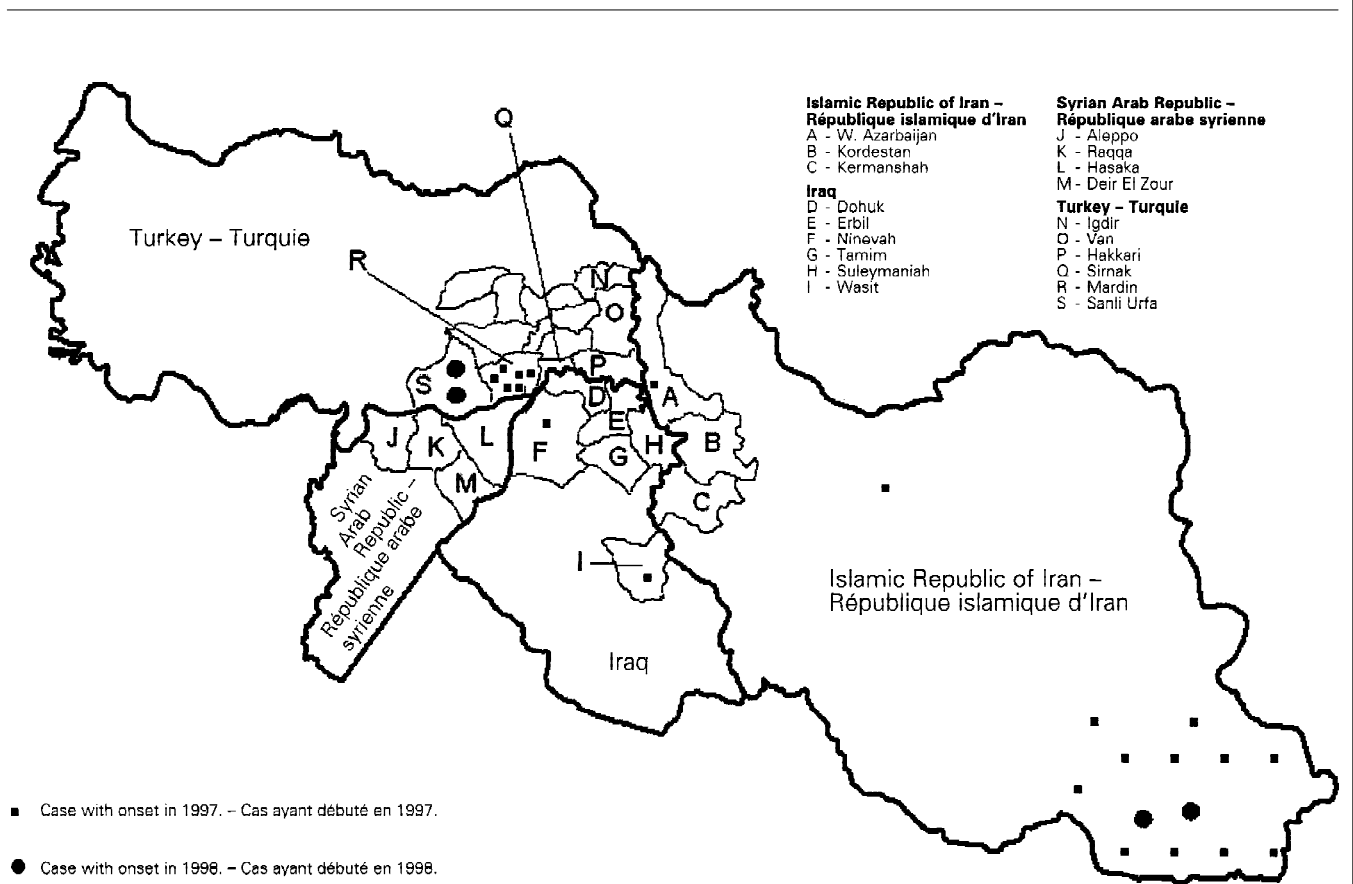 Islamic Republic of Iran –
République islamique d'Iran
A - W. Azarbaijan
B - Kordestan
C - Kermanshah
Iraq
D - Dohuk
E - Erbil
F - Ninevah
G - Tamim
H - Suleymaniah
I - Wasit
Syrian Arab Republic –
République arabe syrienne
J - Aleppo
K - Raqqa
L - Hasaka
M - Deir El Zour
Turkey – Turquie
N - Igdir
O - Van
P - Hakkari
Q - Sirnak
R - Mardin
S - Sanli Urfa
Q
Turkey – Turquie
R
N
O
P
S
D
A
J
K
L
F
E
H
B
G
M
C
Syrian
Arab
Republic –
République arabe
syrienne
I
Islamic Republic of Iran –
République islamique d'Iran
Iraq
Case with onset in 1997. – Cas ayant débuté en 1997.
Case with onset in 1998. – Cas ayant débuté en 1998.